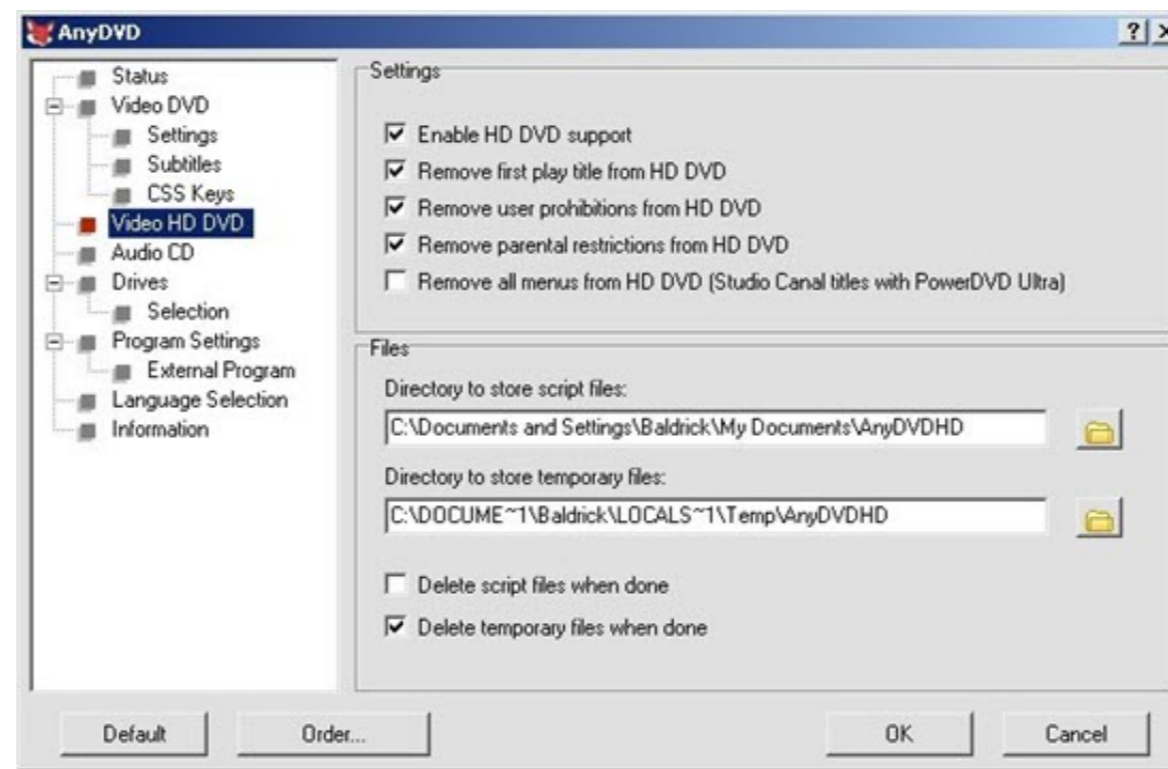 AnyDVD
Status
Video DVD
Settings
Subtitles
CSS Keys
Video HD DVD
Audio CD
Drives
Selection
Program Settings
External Program
Language Selection
Information
Settings
Enable HD DVD support
Remove first play title from HD DVD
Remove user prohibitions from HD DVD
Remove parental restrictions from HD DVD
Remove all menus from HD DVD (Studio Canal titles with PowerDVD Ultra)
Files
Directory to store script files:
C:\Documents and Settings\Baldrick\My Documents\AnyDVDHD
Directory to store temporary files:
C:\DOCUME~1\Baldrick\LOCALS~1\Temp\AnyDVDHD
Delete script files when done
Delete temporary files when done
Default
Order...
OK
Cancel